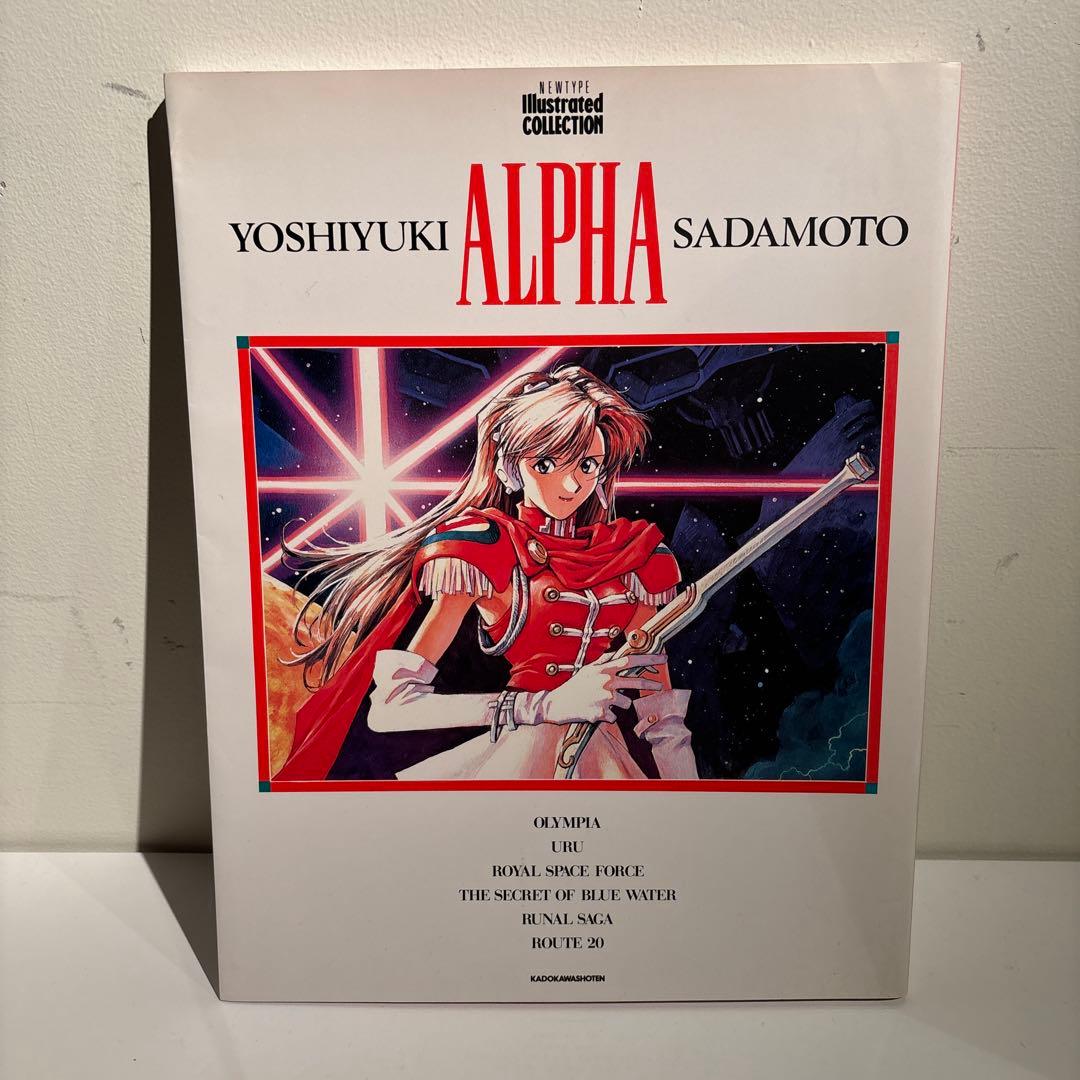 NEWTYPE
Illustrated
COLLECTION
YOSHIYUKI ALPHA SADAMOTO
OLYMPIA
URU
ROYAL SPACE FORCE
THE SECRET OF BLUE WATER
RUNAL SAGA
ROUTE 20
KADOKAWASHOTEN